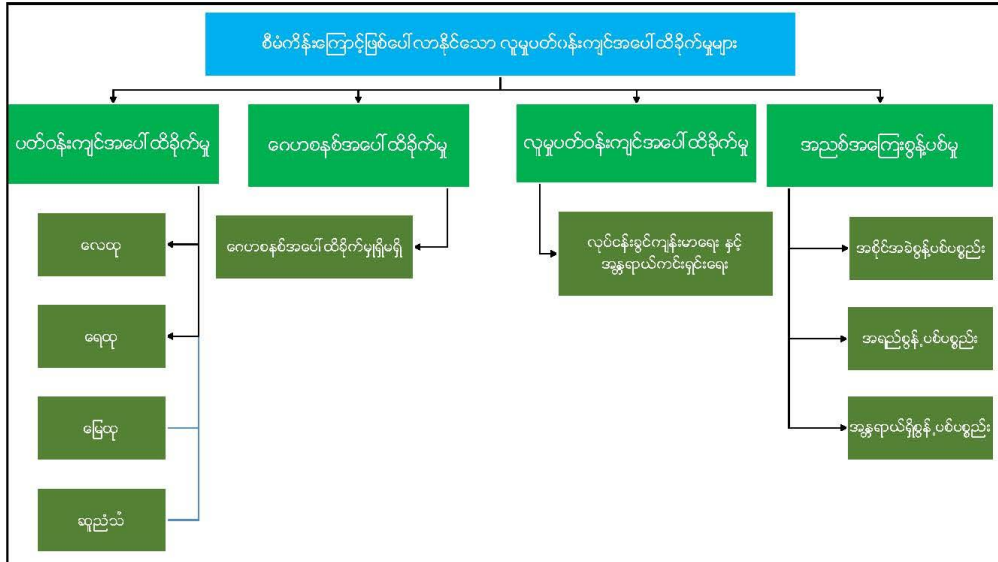 စီမံကိန်းကြောင့်ဖြစ်ပေါ်လာနိုင်သော လူမှုပတ်၀န်းကျင်အပေါ်ထိခိုက်မှုများ
ပတ်ဝန်းကျင်အပေါ်ထိခိုက်မှု
ဂေဟစနစ်အပေါ်ထိခိုက်မှု
လူမှုပတ်ဝန်းကျင်အပေါ်ထိခိုက်မှု
အညစ်အကြေးစွန့်ပစ်မှု
လေထု
ရေထု
မြေထု
ဆူညံသံ
ဂေဟစနစ်အပေါ်ထိခိုက်မှုရှိမရှိ
လုပ်ငန်းခွင်ကျန်းမာရေး နှင့်
အန္တရာယ်ကင်းရှင်းရေး
အစိုင်အခဲစွန့်ပစ်ပစ္စည်း
အရည်စွန့်ပစ်ပစ္စည်း
အန္တရာယ်ရှိစွန့်ပစ်ပစ္စည်း